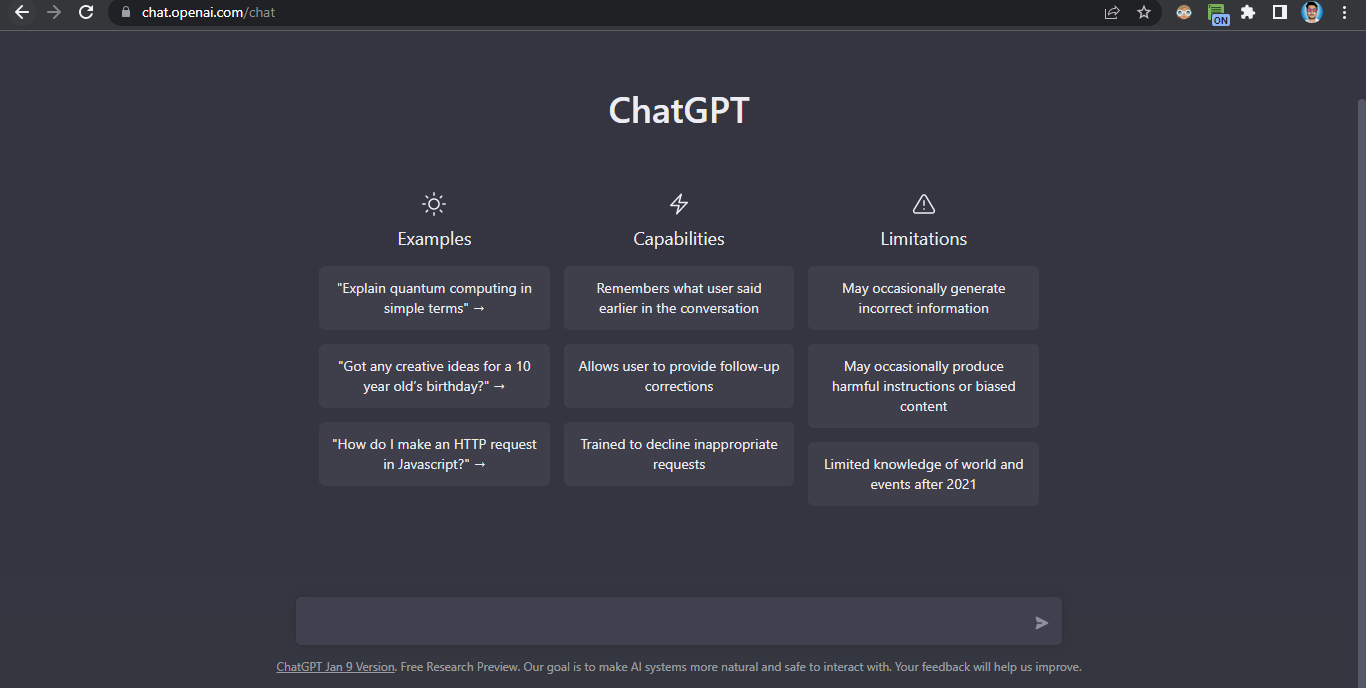 chat.openai.com/chat
ON
ChatGPT
Examples
"Explain quantum computing in
simple terms" →
"Got any creative ideas for a 10
year old's birthday?" →
"How do I make an HTTP request
in Javascript?" →
Capabilities
Remembers what user said
earlier in the conversation
Allows user to provide follow-up
corrections
Trained to decline inappropriate
requests
Limitations
May occasionally generate
incorrect information
May occasionally produce
harmful instructions or biased
content
Limited knowledge of world and
events after 2021
ChatGPT Jan 9 Version. Free Research Preview. Our goal is to make AI systems more natural and safe to interact with. Your feedback will help us improve.